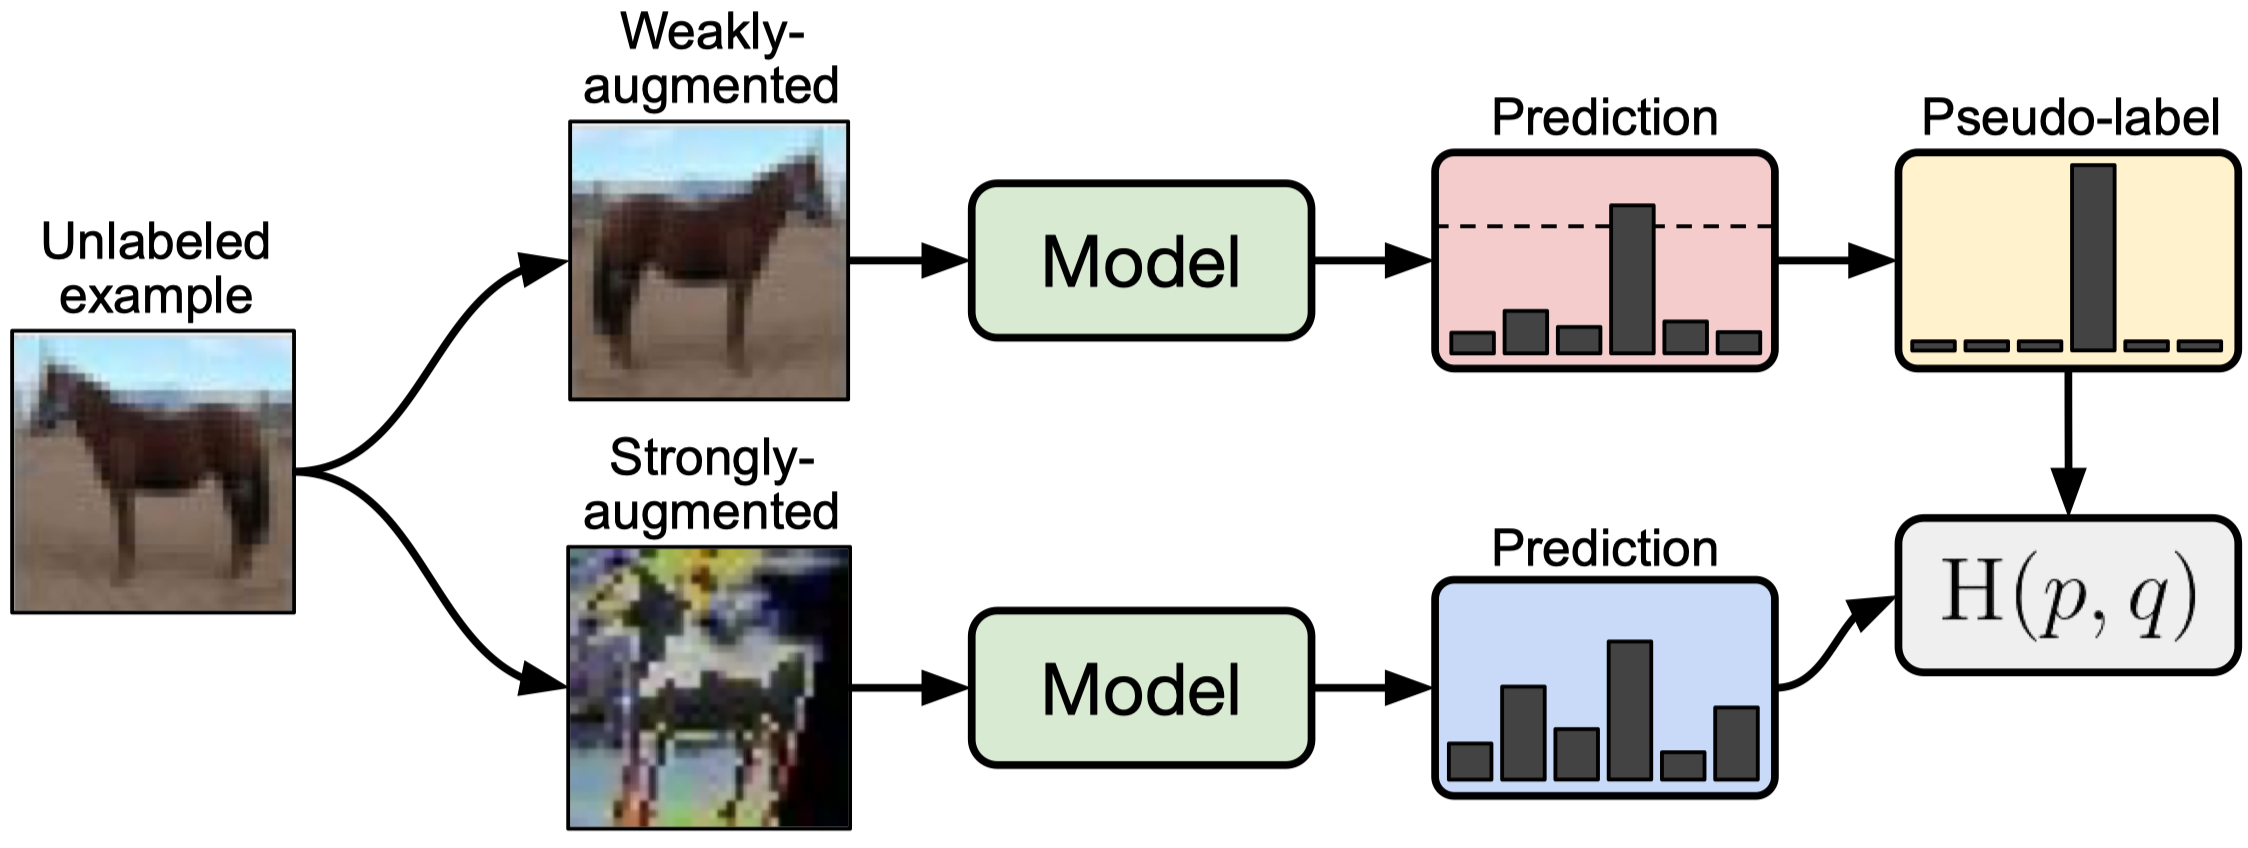 Unlabeled
example
Weakly-
augmented
Model
Prediction
Pseudo-label
Strongly-
augmented
Model
Prediction
H(p, q)